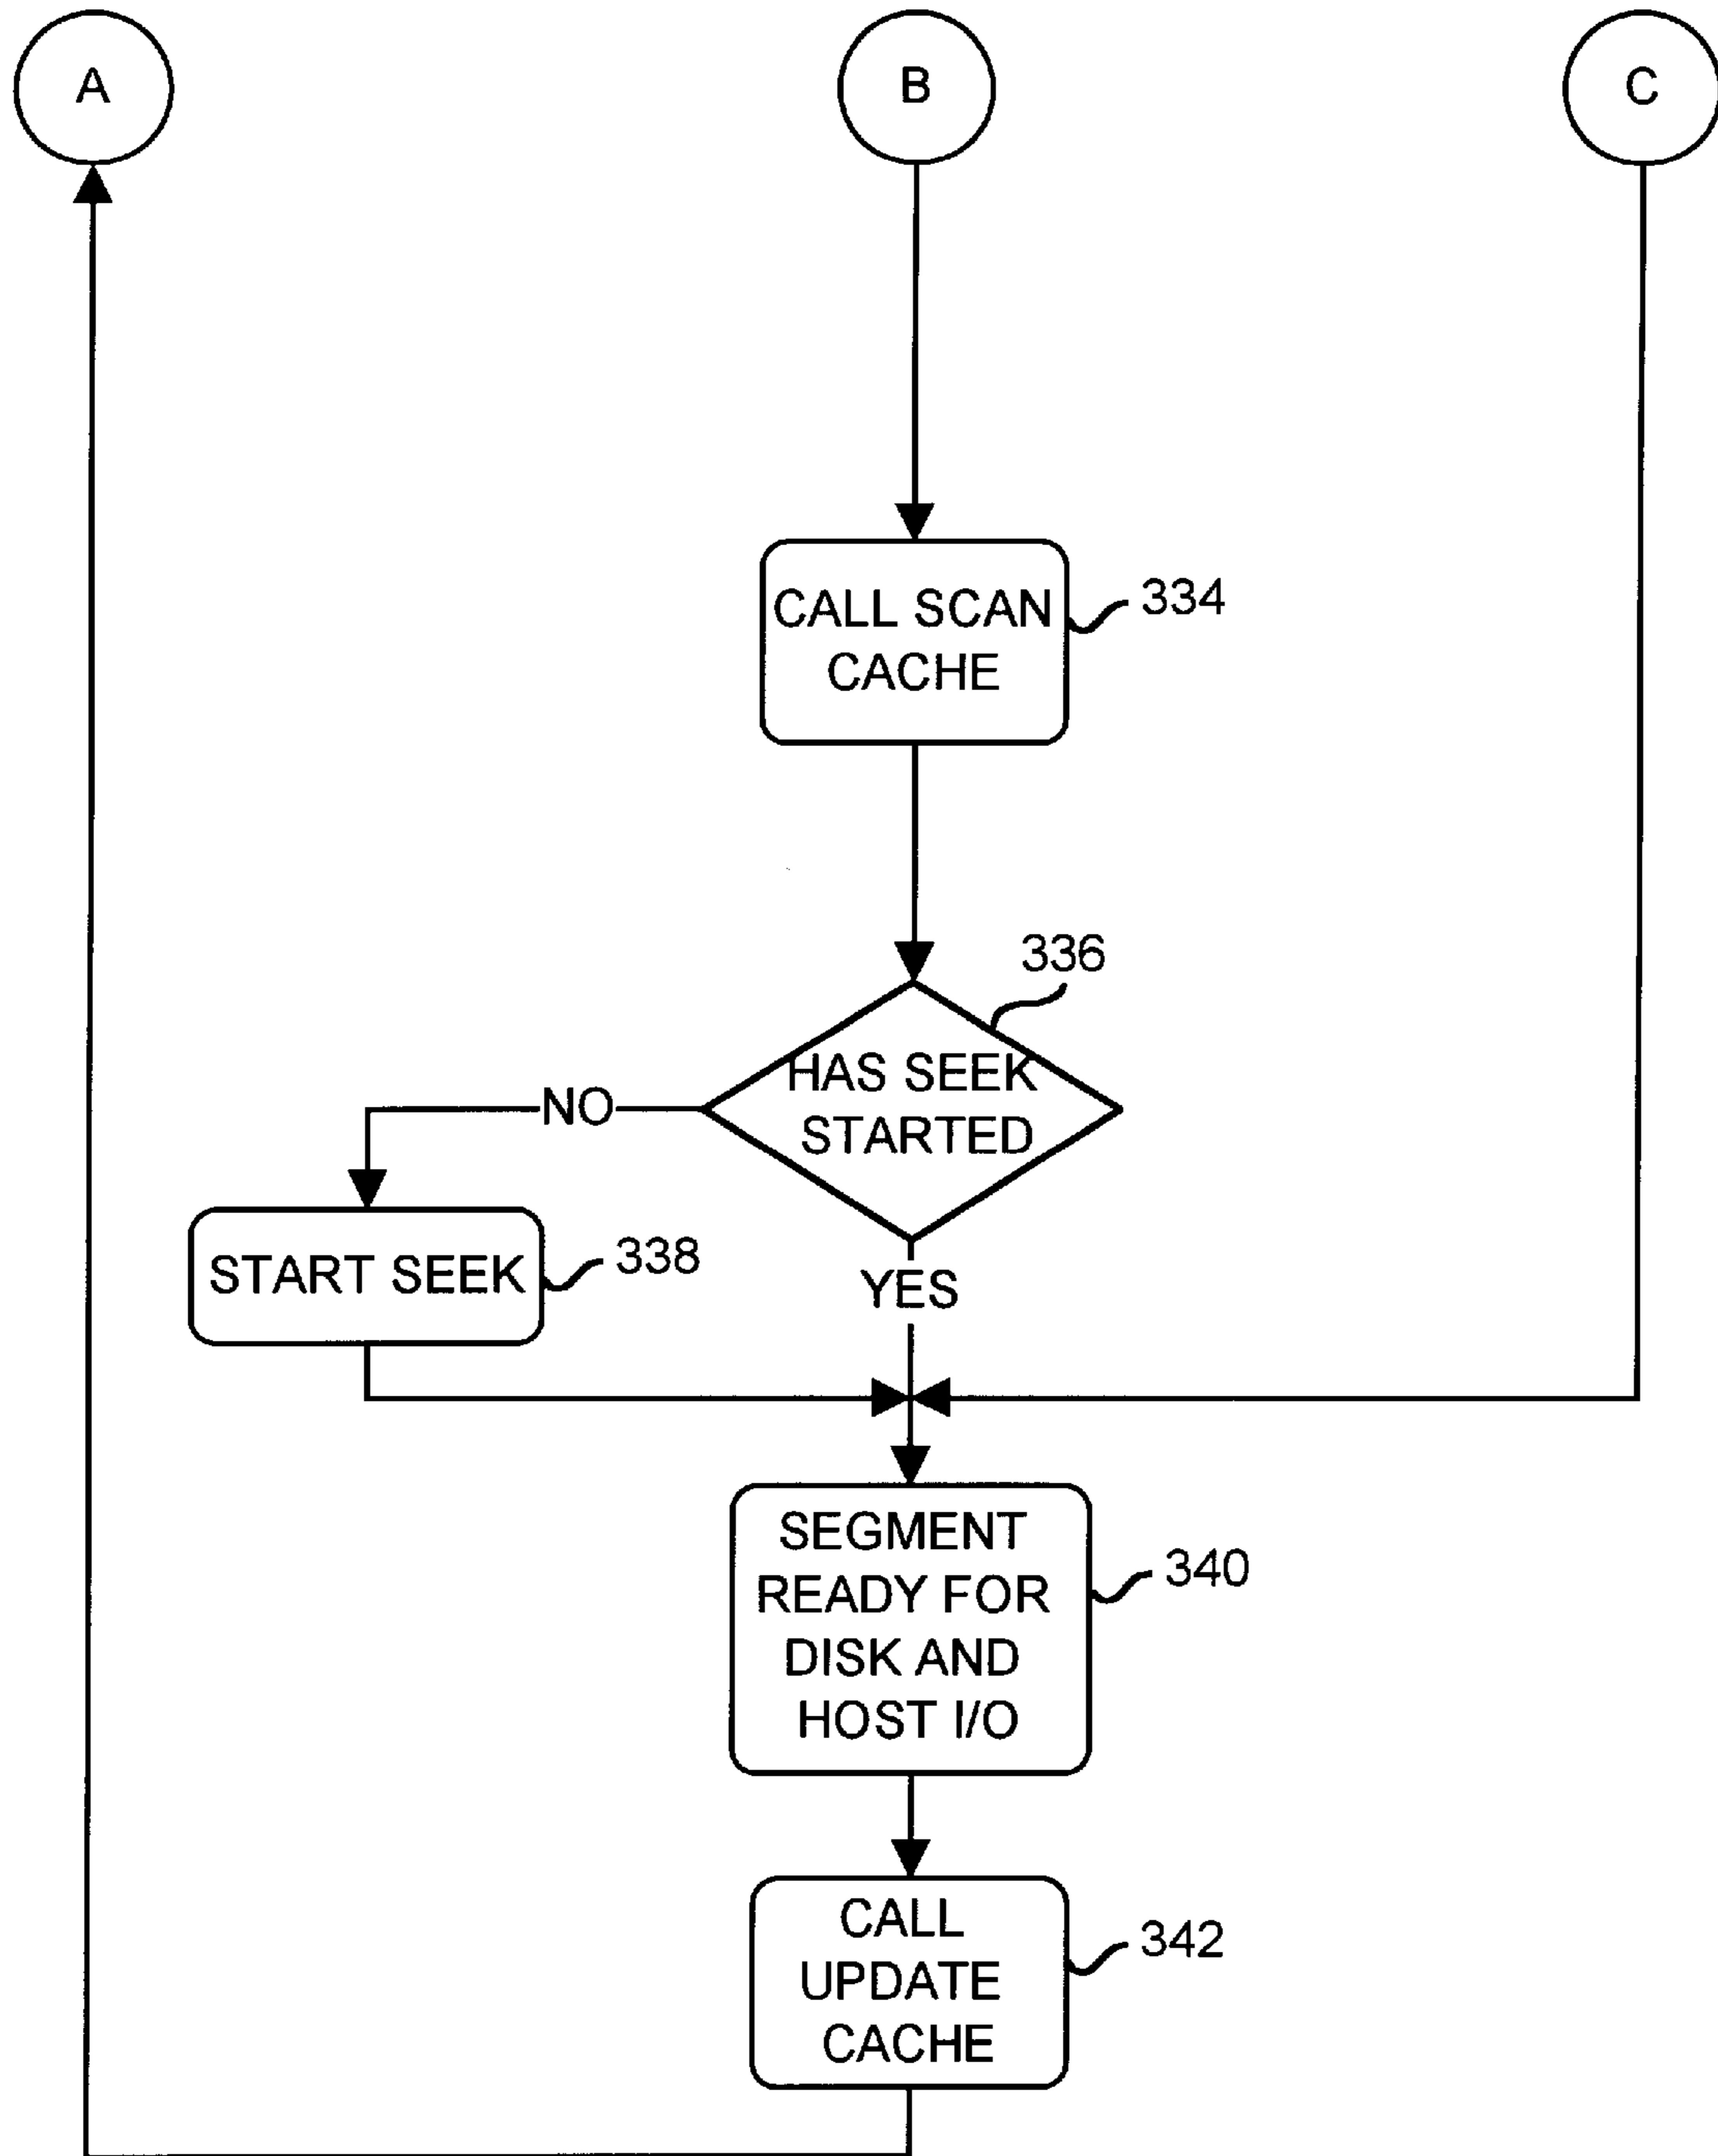 A
B
C
CALL SCAN
CACHE
334
336
HAS SEEK
STARTED
NO
START SEEK
338
YES
SEGMENT
READY FOR
DISK AND
HOST I/O
340
CALL
UPDATE
CACHE
342